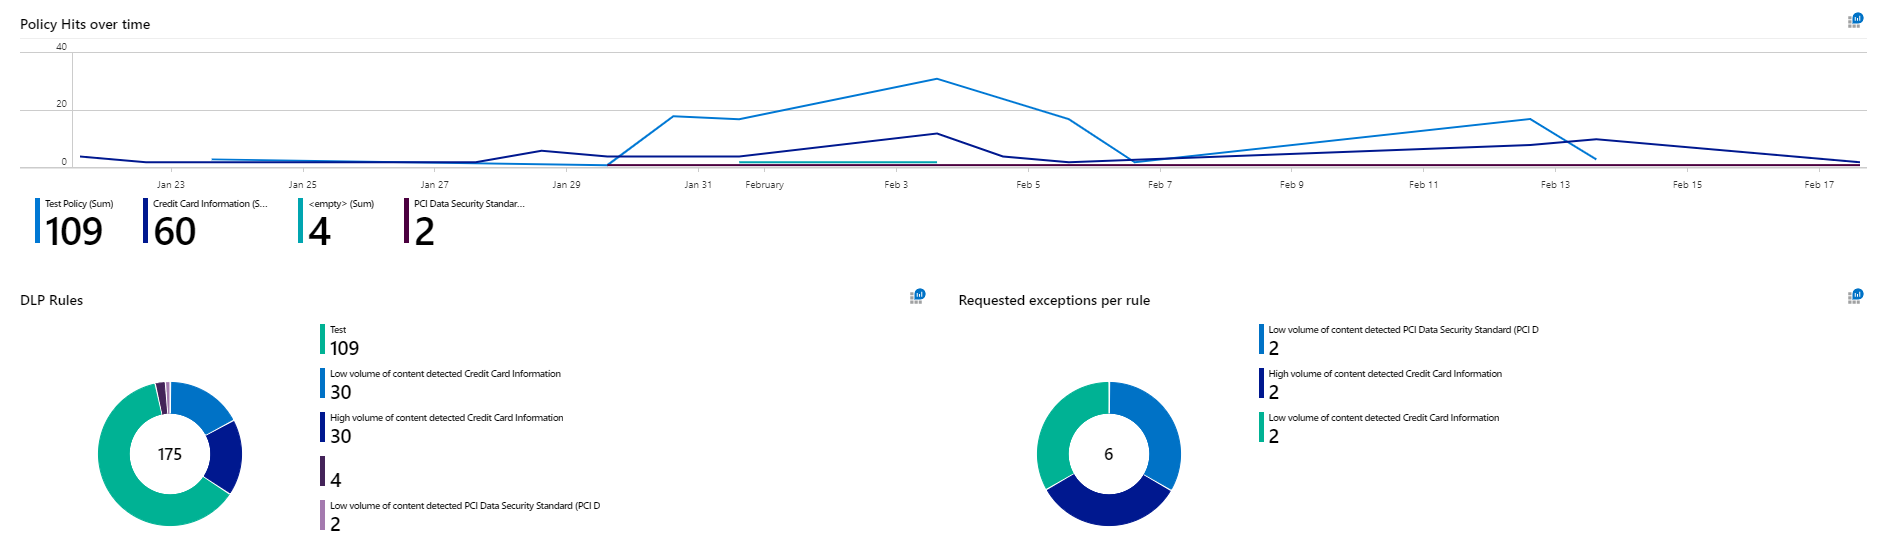 Policy Hits over time
40
20
0
Jan 23 Jan 25 Jan 27 Jan 29 Jan 31 February Feb 3 Feb 5 Feb 7 Feb 9 Feb 11 Feb 13 Feb 15 Feb 17
Test Policy (Sum) Credit Card Information (S... <empty> (Sum) PCI Data Security Standar...
109 60 4 2
DLP Rules
Test
109
Low volume of content detected Credit Card Information
30
High volume of content detected Credit Card Information
30
4
Low volume of content detected PCI Data Security Standard (PCI D
2
175
Requested exceptions per rule
Low volume of content detected PCI Data Security Standard (PCI D
2
High volume of content detected Credit Card Information
2
Low volume of content detected Credit Card Information
2
6